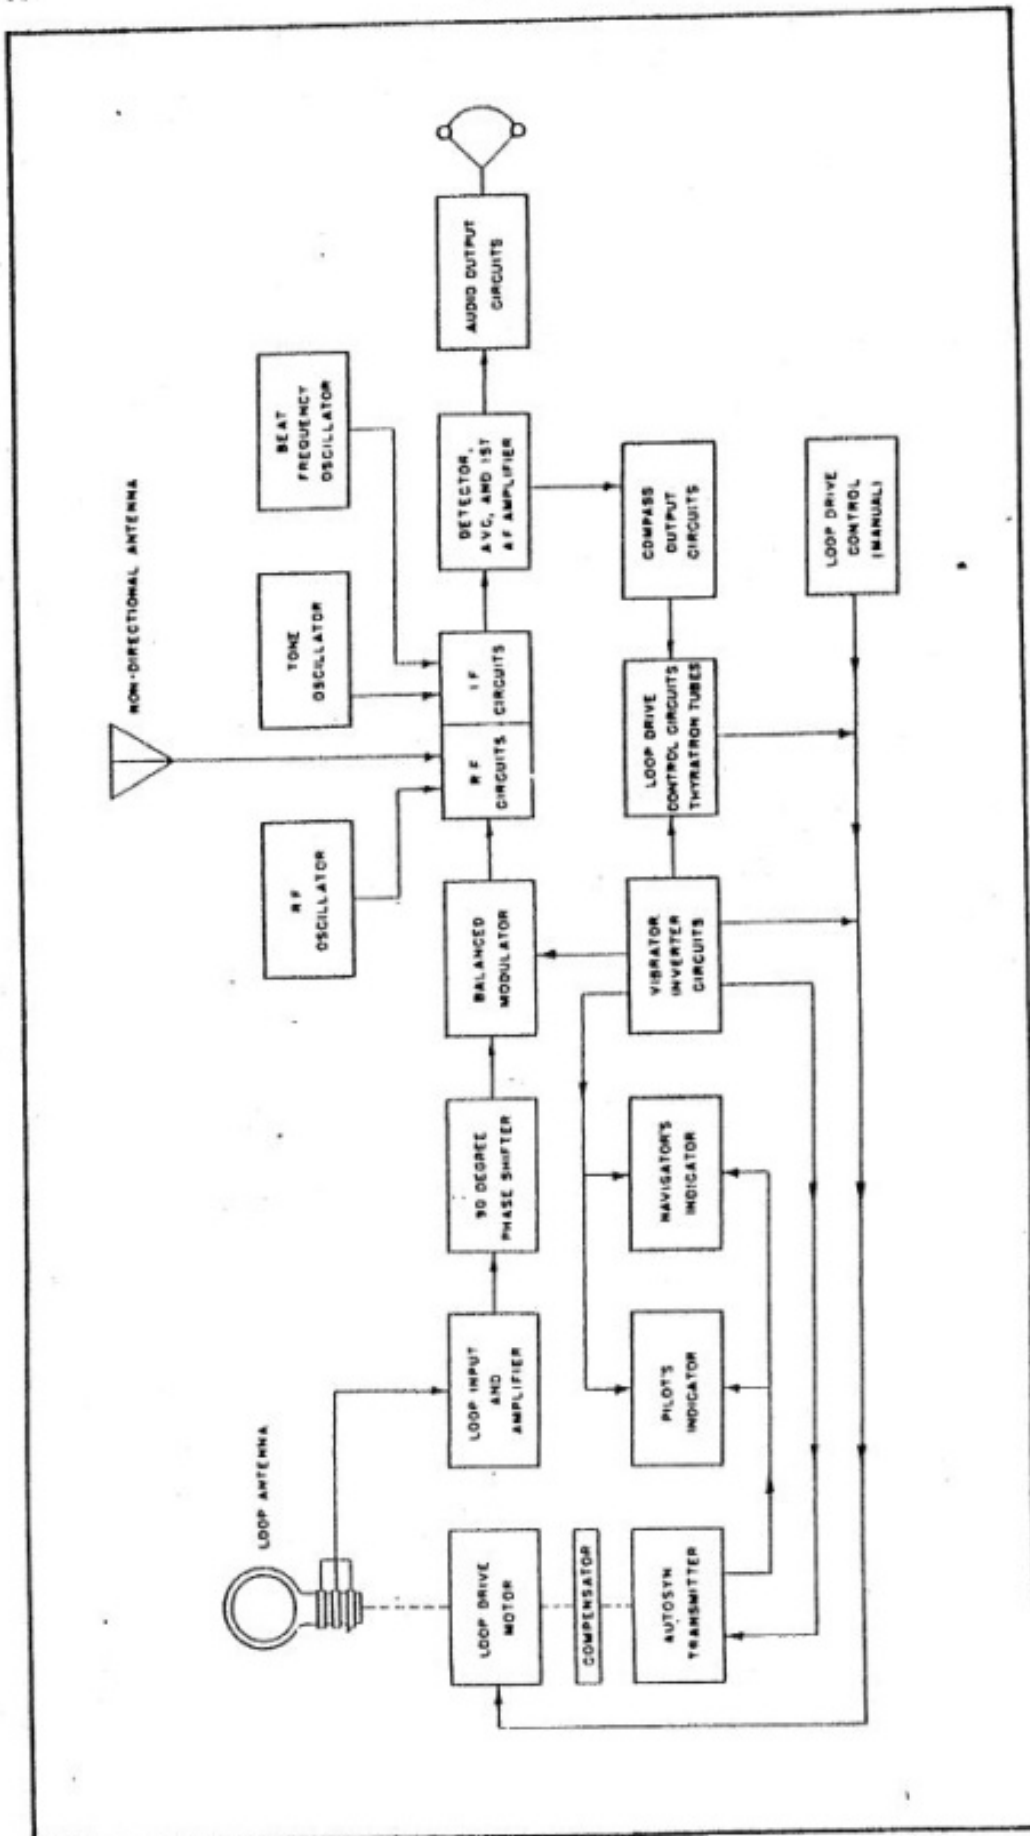 NON-DIRECTIONAL ANTENNA
LOOP ANTENNA
RF
OSCILLATOR
TONE
OSCILLATOR
BEAT
FREQUENCY
OSCILLATOR
LOOP INPUT
AND
AMPLIFIER
90 DEGREE
PHASE SHIFTER
BALANCED
MODULATOR
RF
CIRCUITS
IF
CIRCUITS
DETECTOR,
AVC, AND 1ST
AF AMPLIFIER
AUDIO OUTPUT
CIRCUITS
LOOP DRIVE
MOTOR
COMPENSATOR
AUTOSYN
TRANSMITTER
PILOT'S
INDICATOR
NAVIGATOR'S
INDICATOR
VIBRATOR
INVERTER
CIRCUITS
LOOP DRIVE
CONTROL CIRCUITS
THYRATRON TUBES
COMPASS
OUTPUT
CIRCUITS
LOOP DRIVE
CONTROL
(MANUAL)